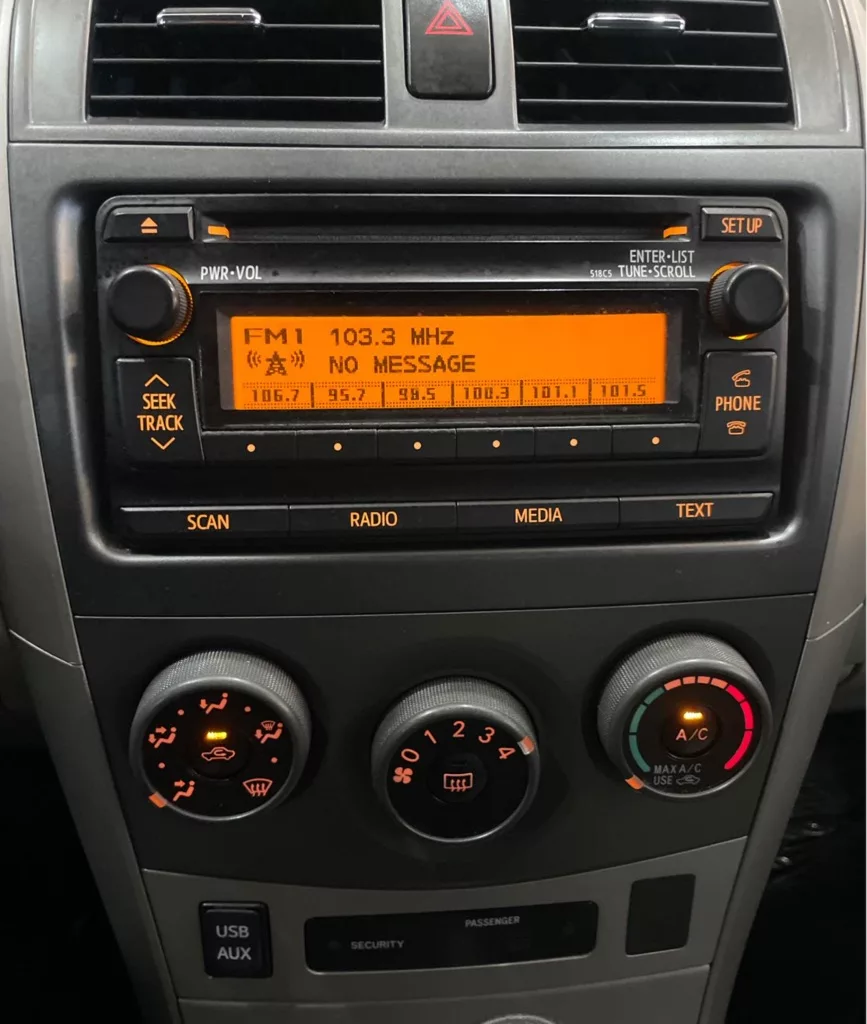 SET UP
PWR•VOL
ENTER•LIST
518C5 TUNE•SCROLL
FM1 103.3 MHz
NO MESSAGE
106.7 95.7 98.5 100.3 101.1 101.5
SEEK
TRACK
PHONE
SCAN RADIO MEDIA TEXT
0 1 2 3 4
A/C
MAX A/C
USE
USB
AUX
PASSENGER
SECURITY